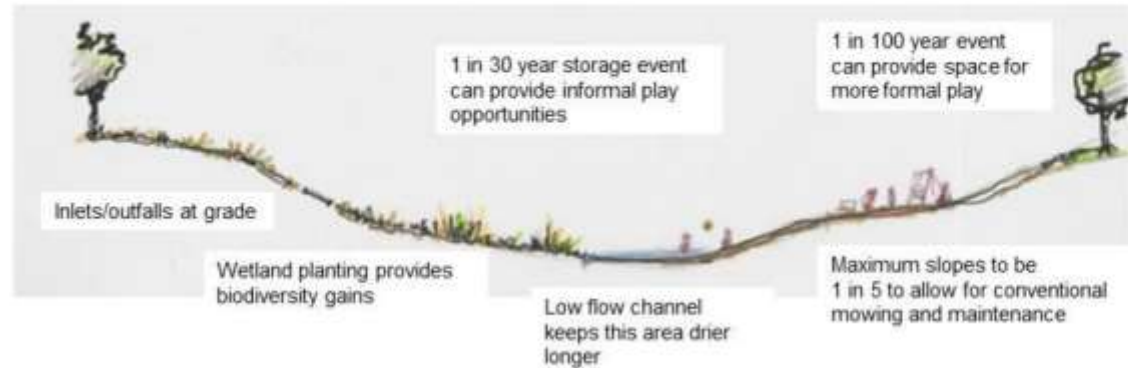 1 in 30 year storage event
can provide informal play
opportunities
1 in 100 year event
can provide space for
more formal play
Inlets/outfalls at grade
Wetland planting provides
biodiversity gains
Low flow channel
keeps this area drier
longer
Maximum slopes to be
1 in 5 to allow for conventional
mowing and maintenance